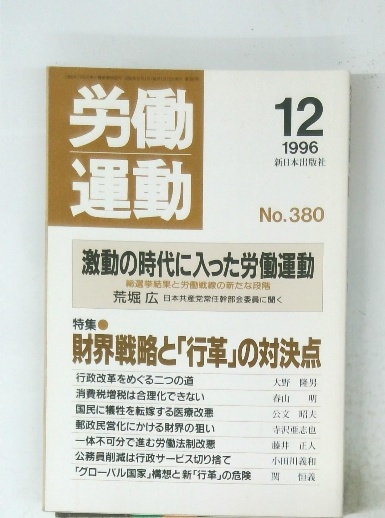 労働
運動
12
1996
新日本出版社
No.380
激動の時代に入った労働運動
総選挙結果と労働戦線の新たな段階
荒堀 広 日本共産党常任幹部会委員に聞く
特集●
財界戦略と「行革」の対決点
行政改革をめぐる二つの道 大野 隆男
消費税増税は合理化できない 春山 明
国民に犠牲を転嫁する医療改悪 公文 昭夫
郵政民営化にかける財界の狙い 寺沢亜志也
一体不可分で進む労働法制改悪 藤井 正人
公務員削減は行政サービス切り捨て 小田川義和
「グローバル国家」構想と新「行革」の危険 関 恒義